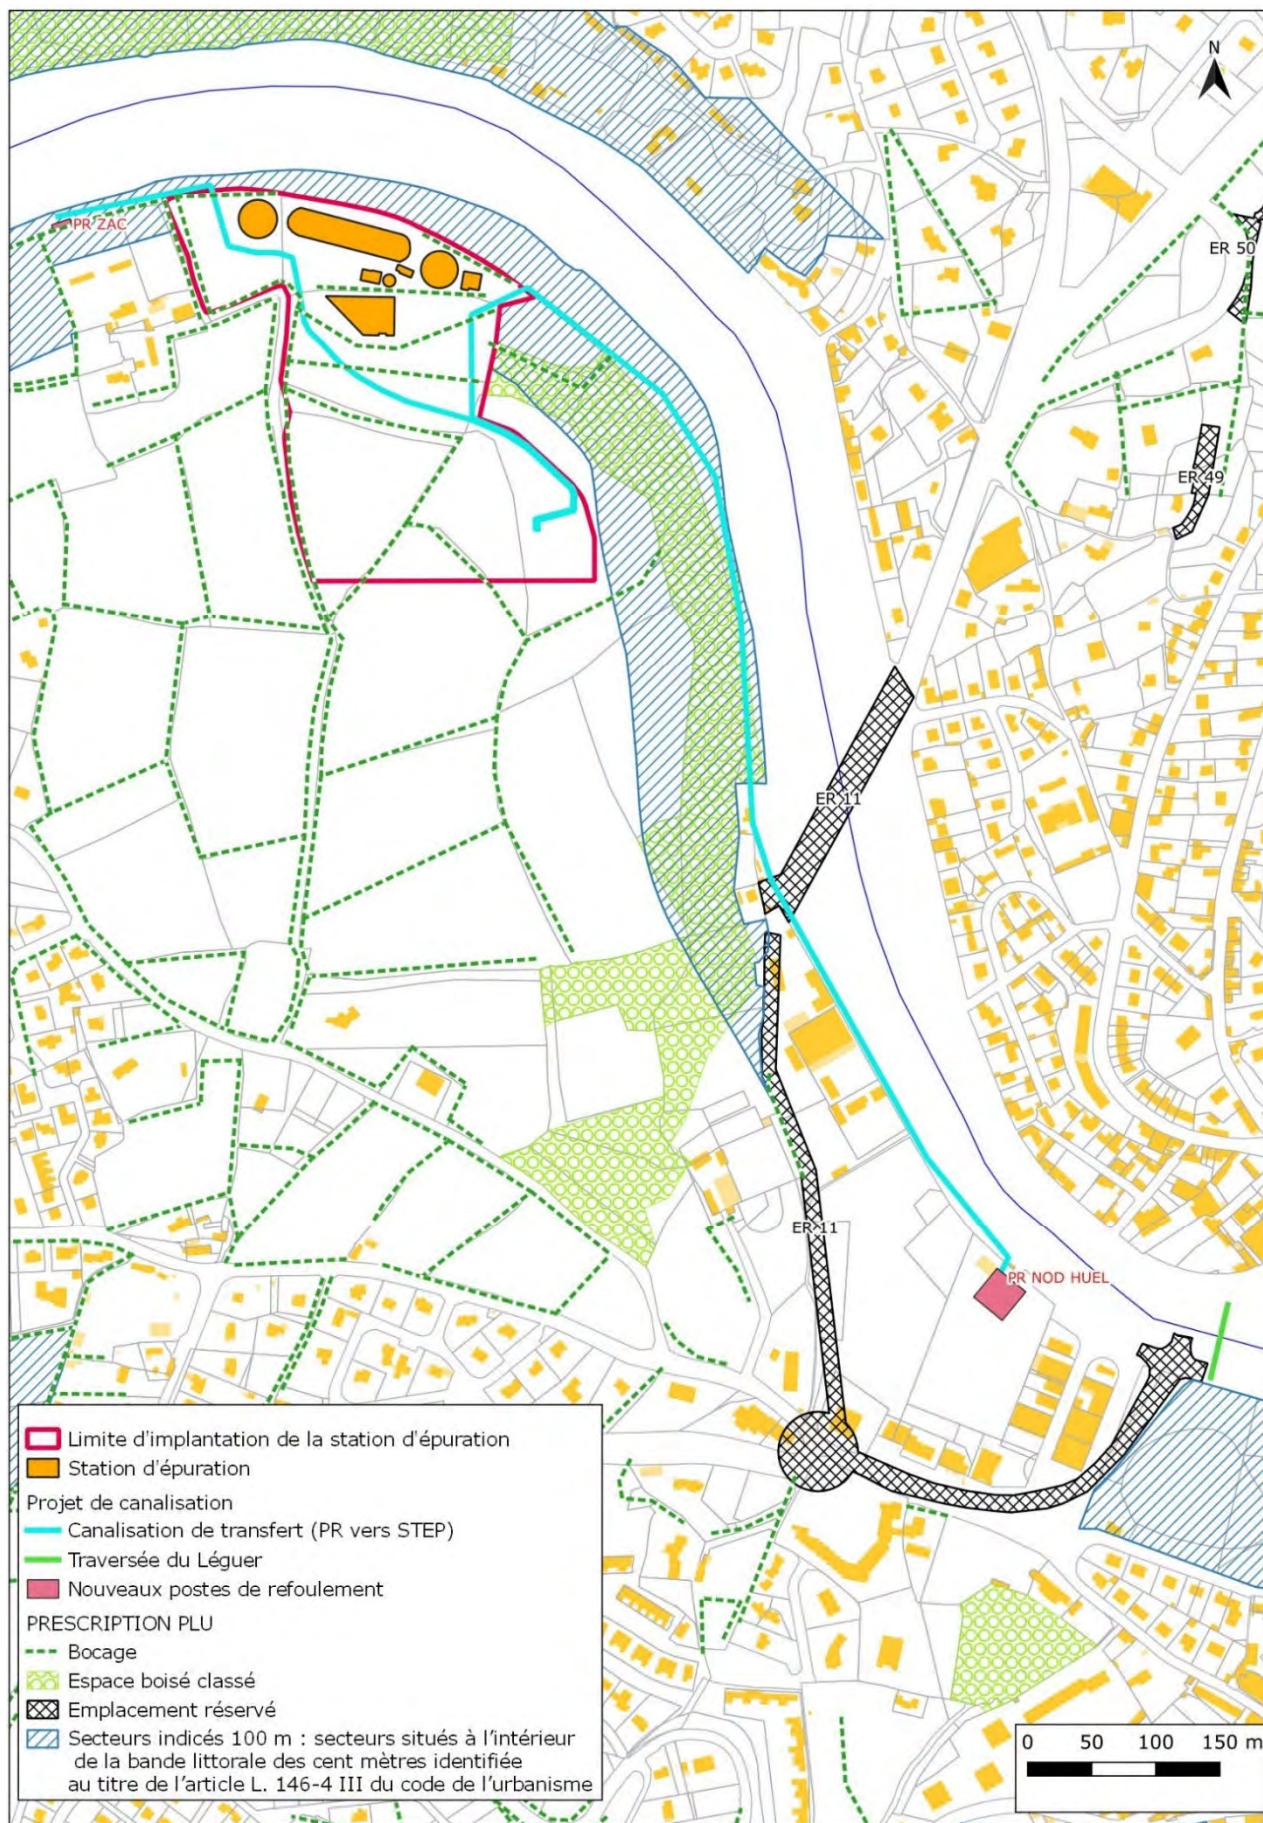 N
ER 50
PR ZAC
ER 49
ER 11
ER 11
PR NOD HUEL
Limite d'implantation de la station d'épuration
Station d'épuration
Projet de canalisation
Canalisation de transfert (PR vers STEP)
Traversée du Léguer
Nouveaux postes de refoulement
PRESCRIPTION PLU
Bocage
Espace boisé classé
Emplacement réservé
Secteurs indicés 100 m : secteurs situés à l'intérieur
de la bande littorale des cent mètres identifiée
au titre de l'article L. 146-4 III du code de l'urbanisme
0 50 100 150 m